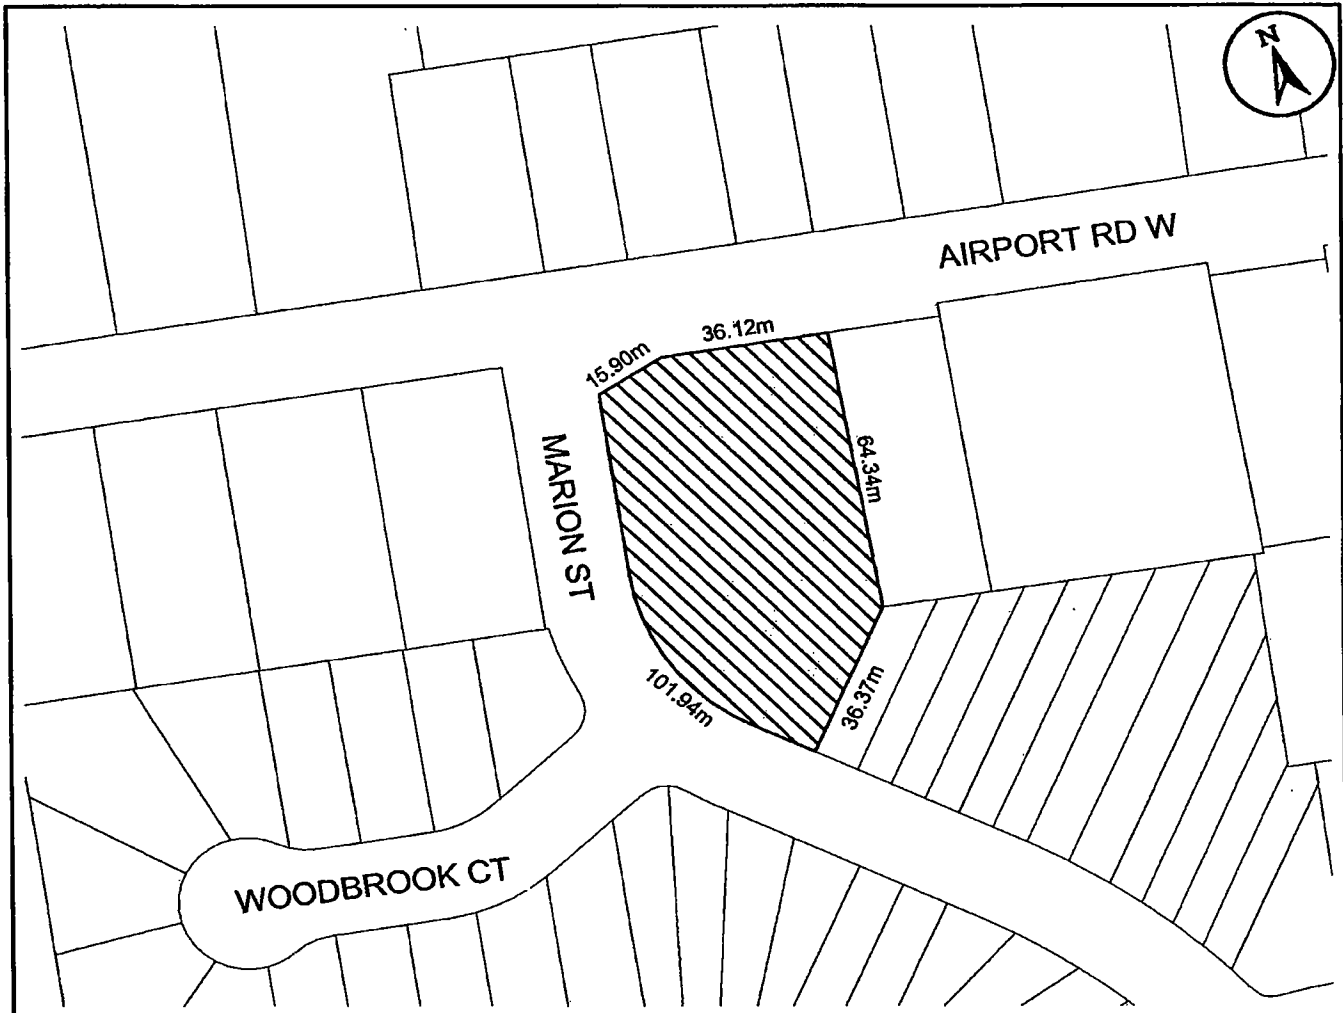 N
AIRPORT RD W
36.12m
15.90m
MARION ST
64.34m
101.94m
36.37m
WOODBROOK CT